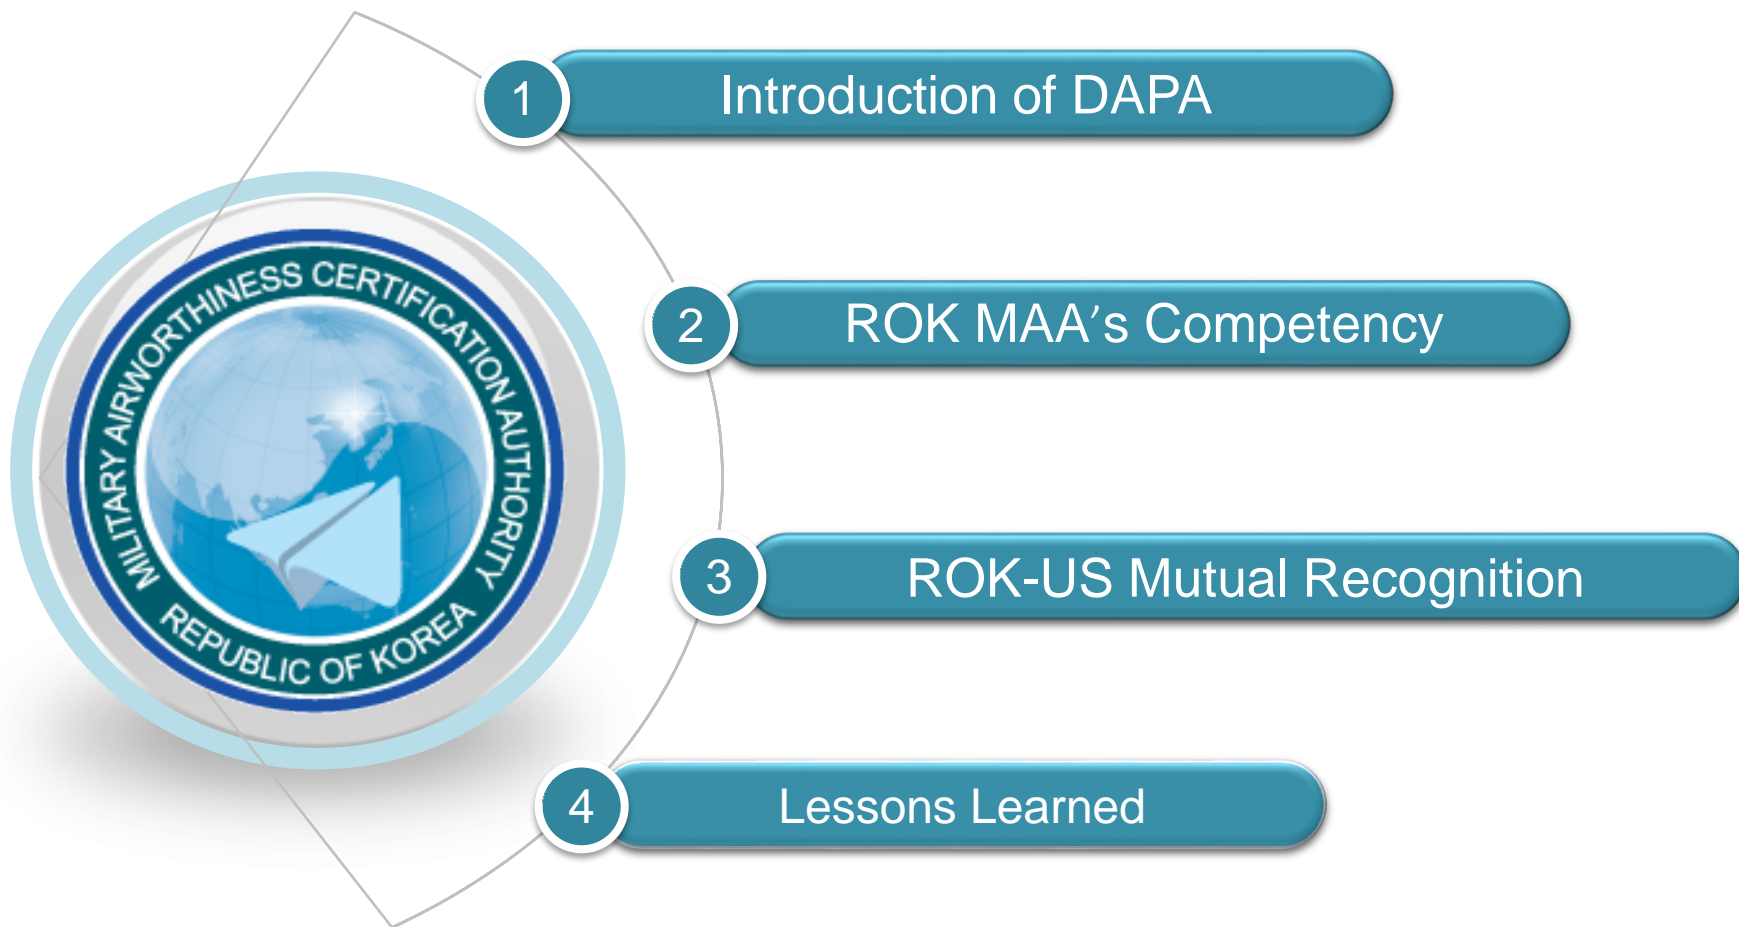 1 Introduction of DAPA
MILITARY AIRWORTHINESS CERTIFICATION AUTHORITY
REPUBLIC OF KOREA
2 ROK MAA’s Competency
3 ROK-US Mutual Recognition
4 Lessons Learned